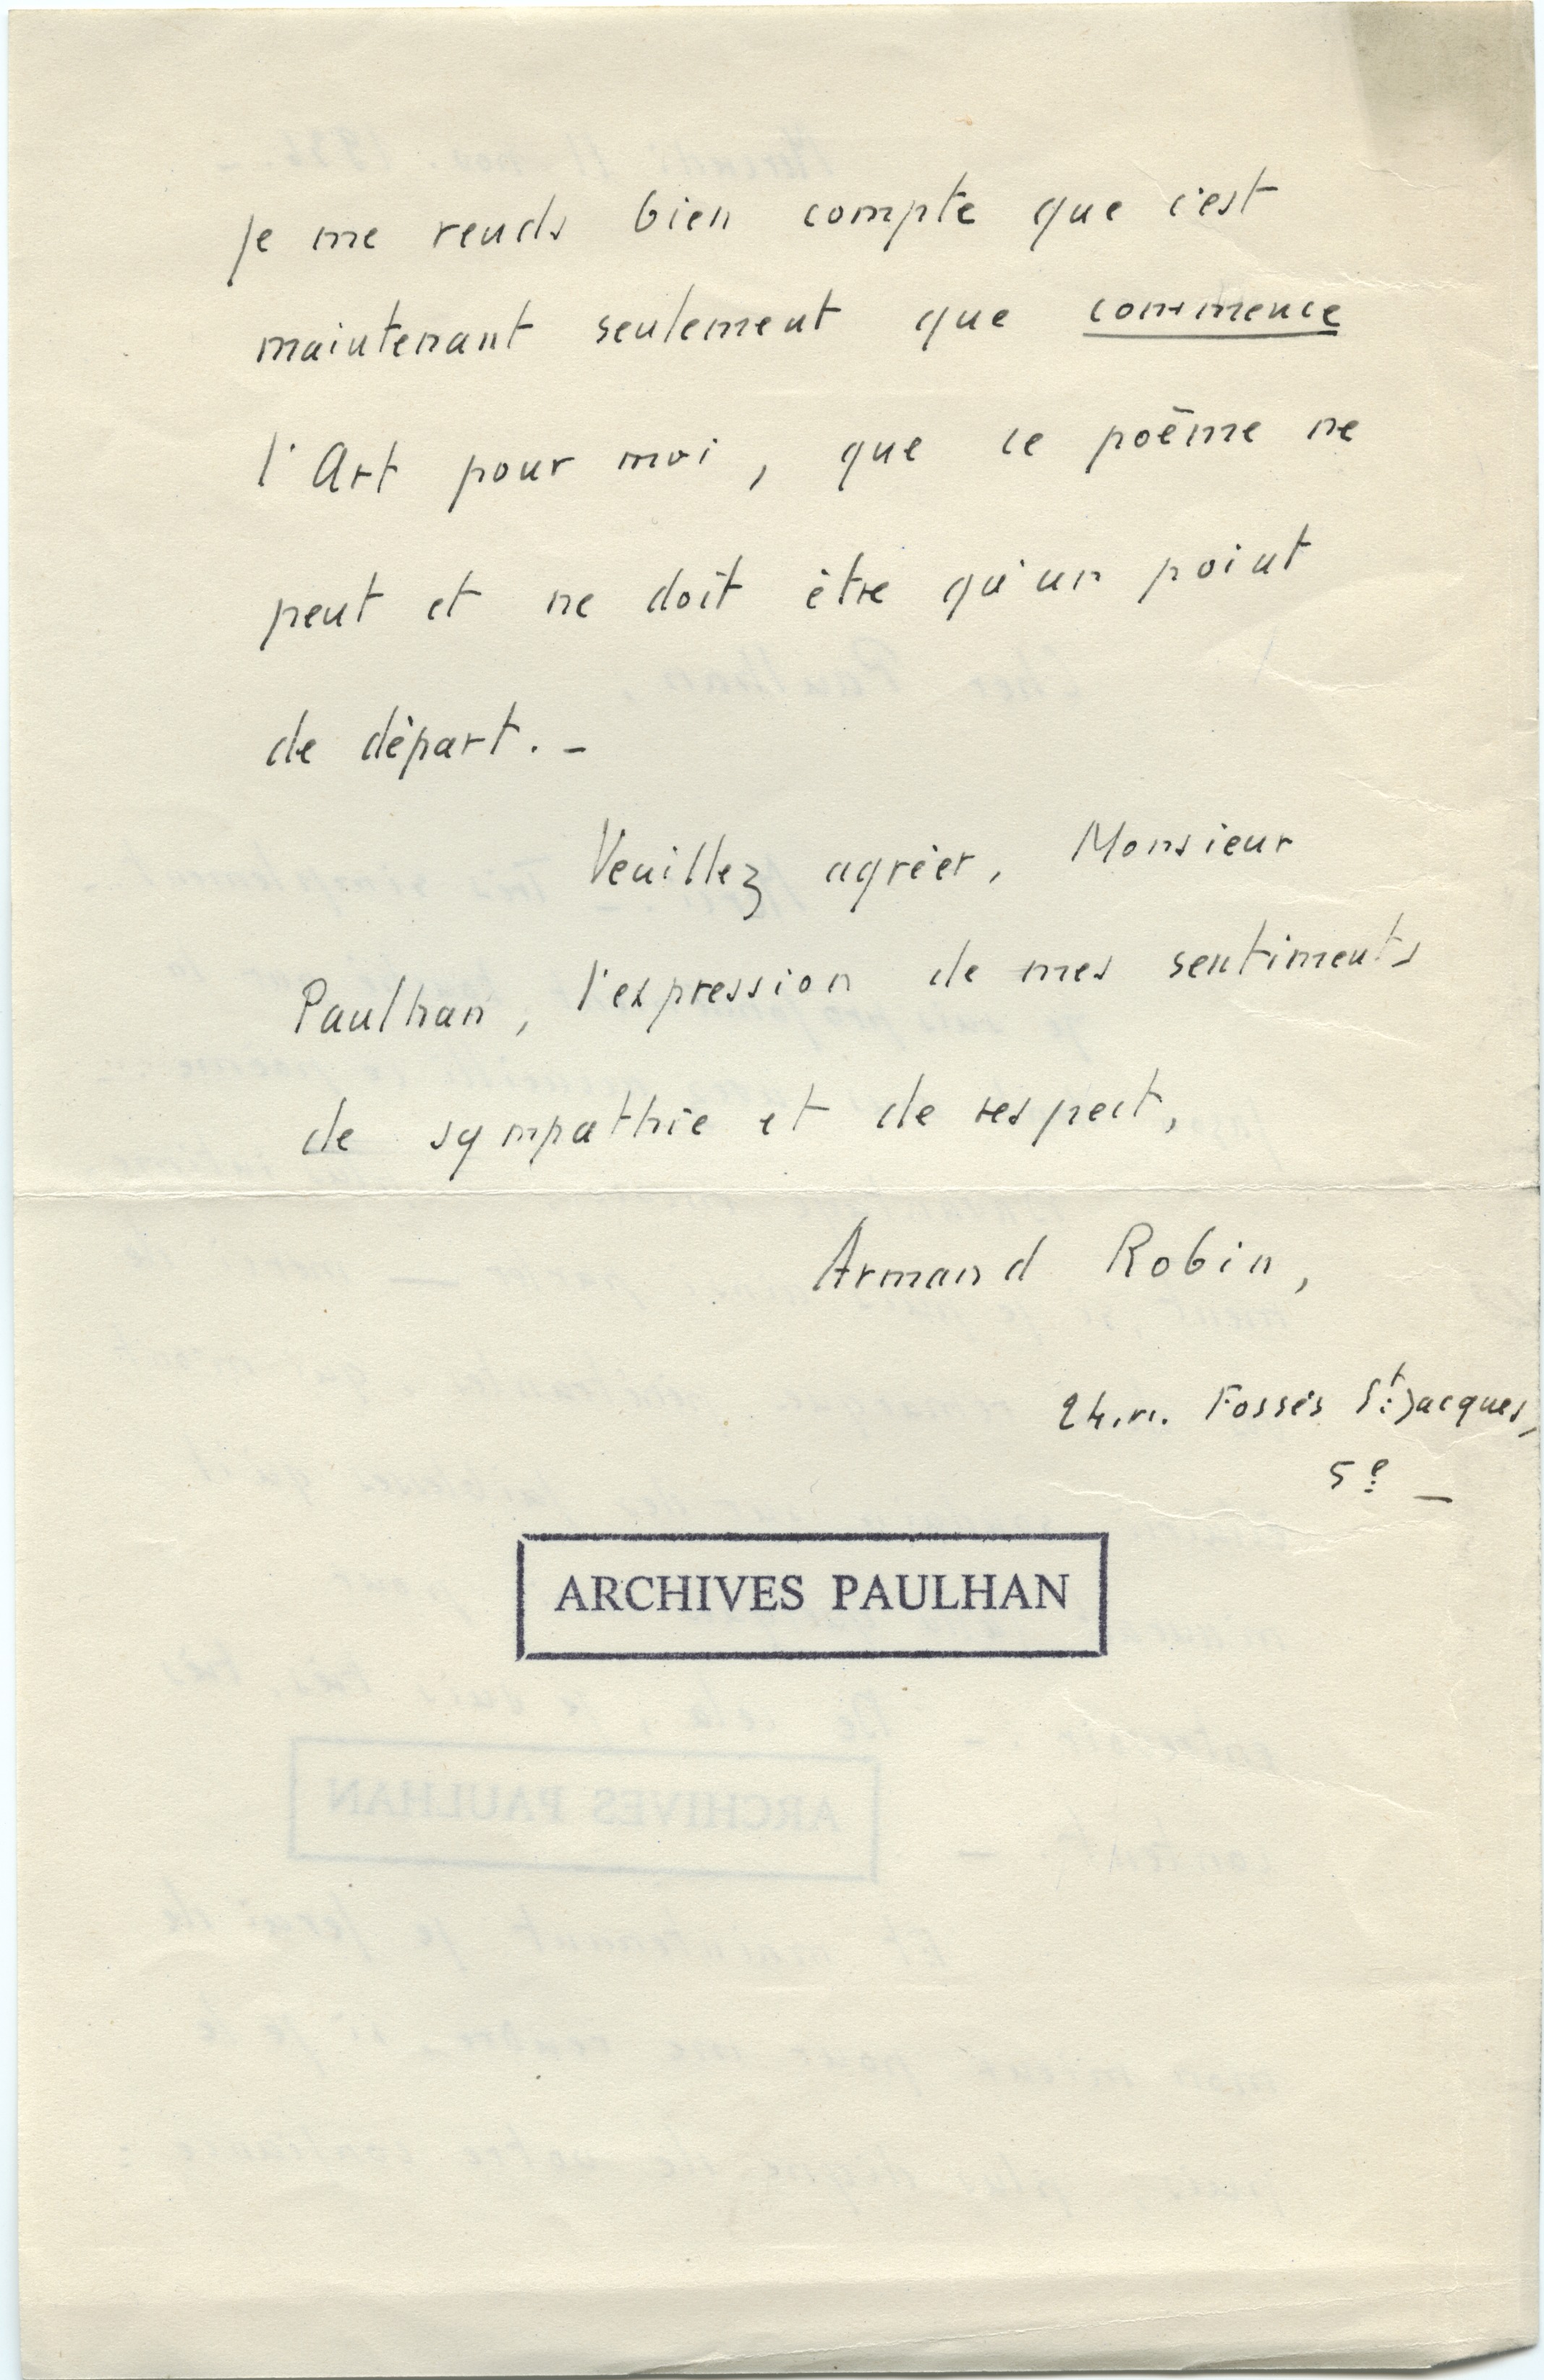 je me rends bien compte que c'est
maintenant seulement que commence
l'Art pour moi, que ce poème ne
peut et ne doit être qu'un point
de départ. -
Veuillez agréer, Monsieur
Paulhan, l'expression de mes sentiments
de sympathie et de respect,
Armand Robin,
24. r. Fossés St Jacques,
5e _
ARCHIVES PAULHAN